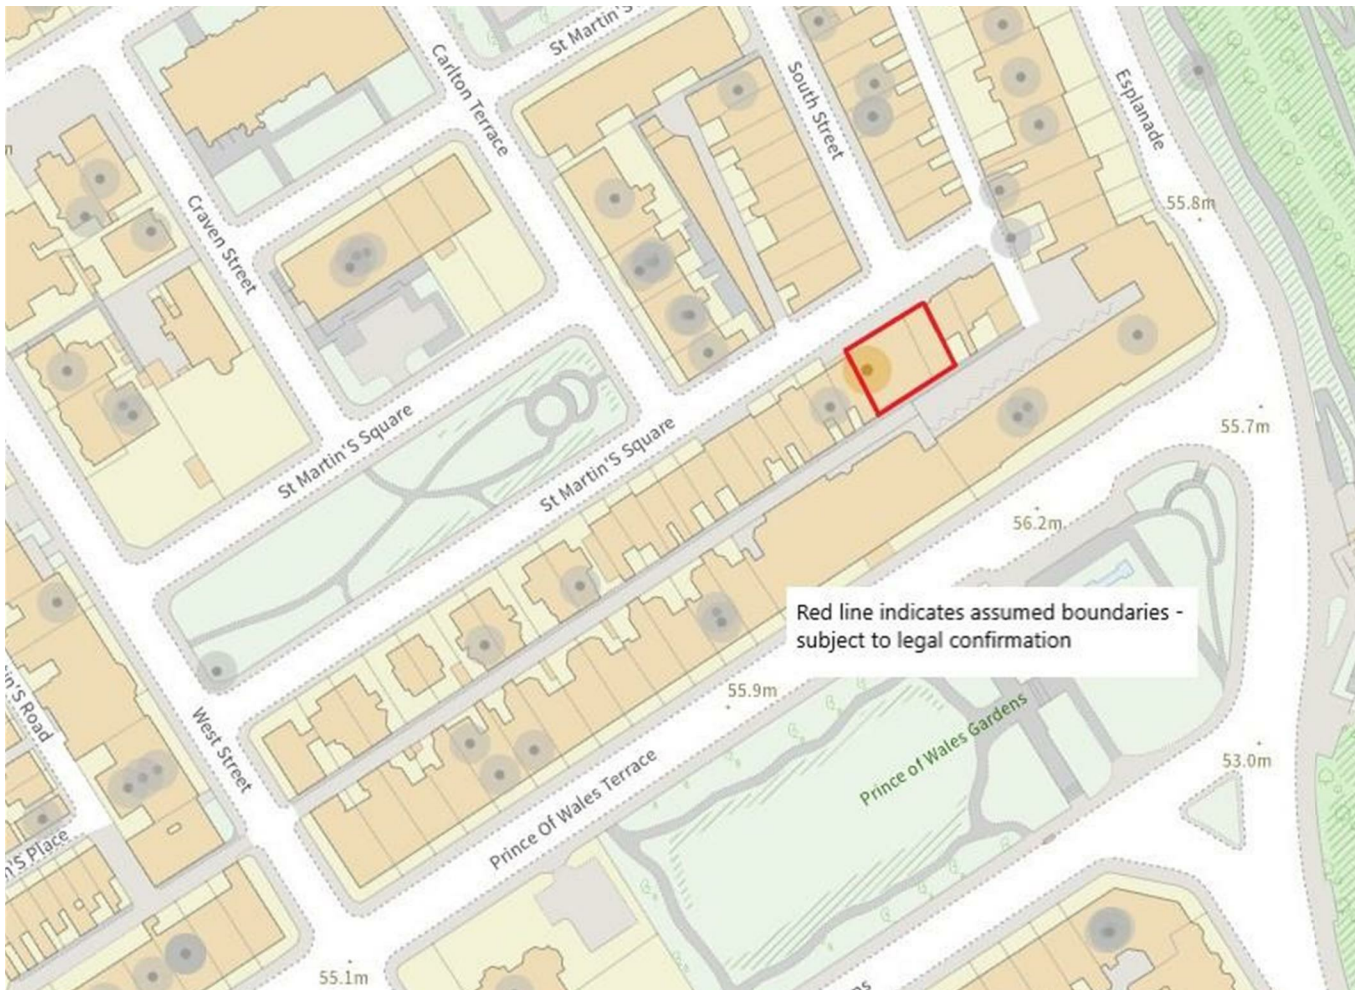 St Martin'S
Carlton Terrace
South Street
Esplanade
55.8m
Craven Street
55.7m
St Martin'S Square
St Martin'S Square
56.2m
Red line indicates assumed boundaries -
subject to legal confirmation
55.9m
Prince of Wales Gardens
West Street
53.0m
Prince Of Wales Terrace
55.1m
'S Road
'S Place